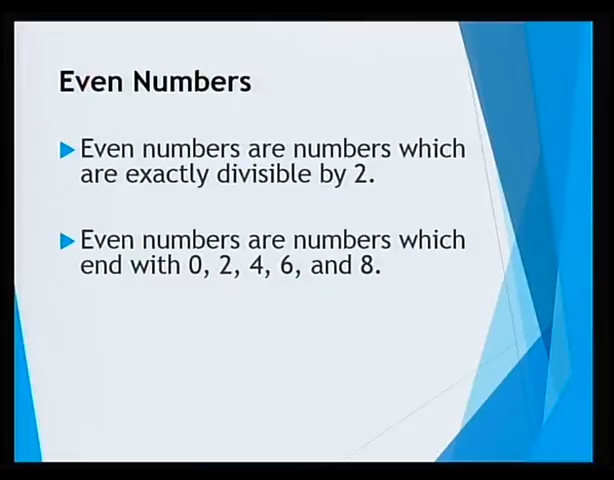 Even Numbers
Even numbers are numbers which
are exactly divisible by 2.
Even numbers are numbers which
end with 0, 2, 4, 6, and 8.